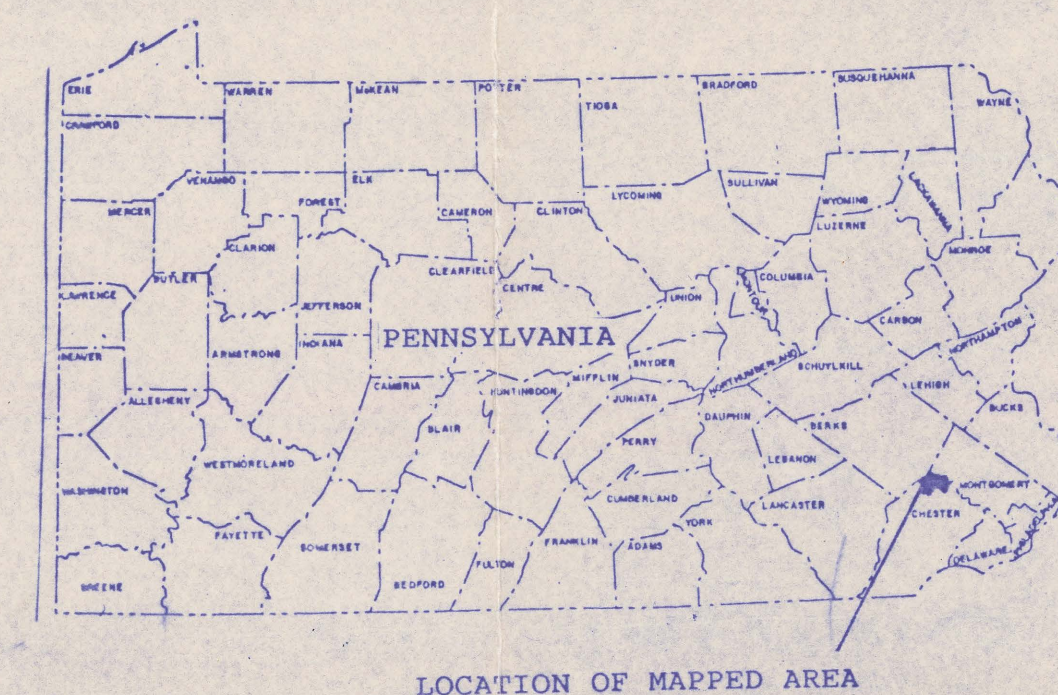 ERIE
WARREN
McKEAN
POTTER
TIOGA
BRADFORD
SUSQUEHANNA
WAYNE
CRAWFORD
VENANGO
ELK
FOREST
MERCER
CAMERON
CLINTON
LYCOMING
SULLIVAN
WYOMING
LACKAWANNA
LUZERNE
CLARION
MONROE
BUTLER
CLEARFIELD
CENTRE
COLUMBIA
LAWRENCE
JEFFERSON
UNION
MONTOUR
CARBON
NORTHAMPTON
BEAVER
ARMSTRONG
INDIANA
PENNSYLVANIA
SNYDER
NORTHUMBERLAND
SCHUYLKILL
CAMBRIA
HUNTINGDON
MIFFLIN
JUNIATA
LEHIGH
ALLEGHENY
BLAIR
DAUPHIN
BERKS
BUCKS
PERRY
WESTMORELAND
LEBANON
WASHINGTON
CUMBERLAND
LANCASTER
MONTGOMERY
CHESTER
FAYETTE
SOMERSET
FRANKLIN
YORK
ADAMS
PHILADELPHIA
DELAWARE
GREENE
BEDFORD
FULTON
LOCATION OF MAPPED AREA